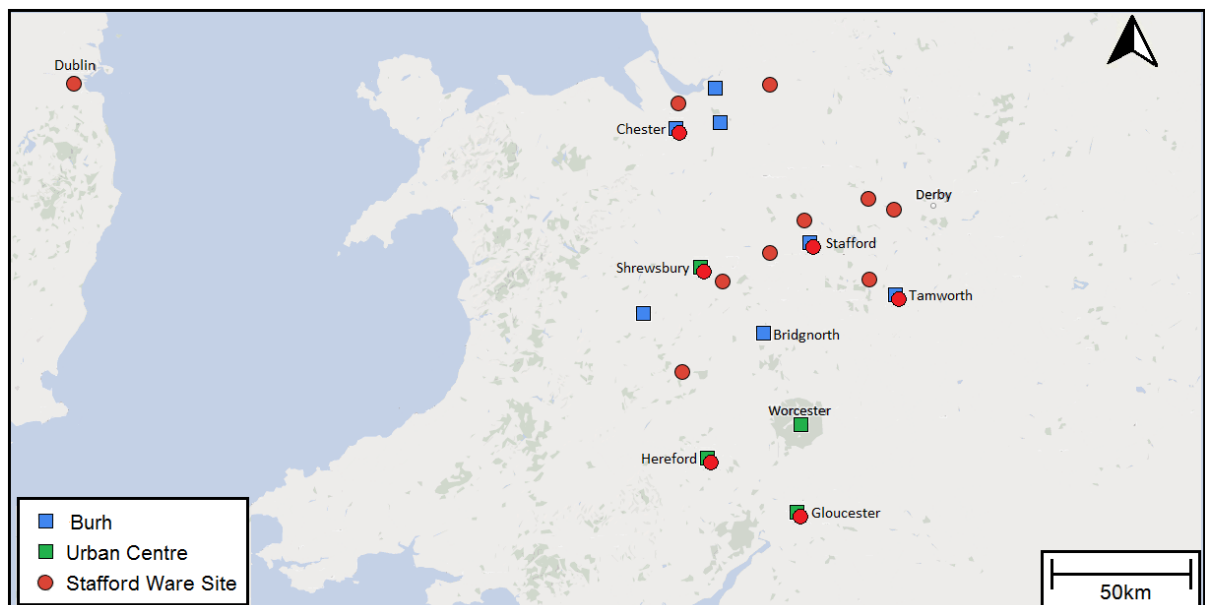 Dublin
Chester
Derby
Stafford
Shrewsbury
Tamworth
Bridgnorth
Worcester
Hereford
Gloucester
Burh
Urban Centre
Stafford Ware Site
50km